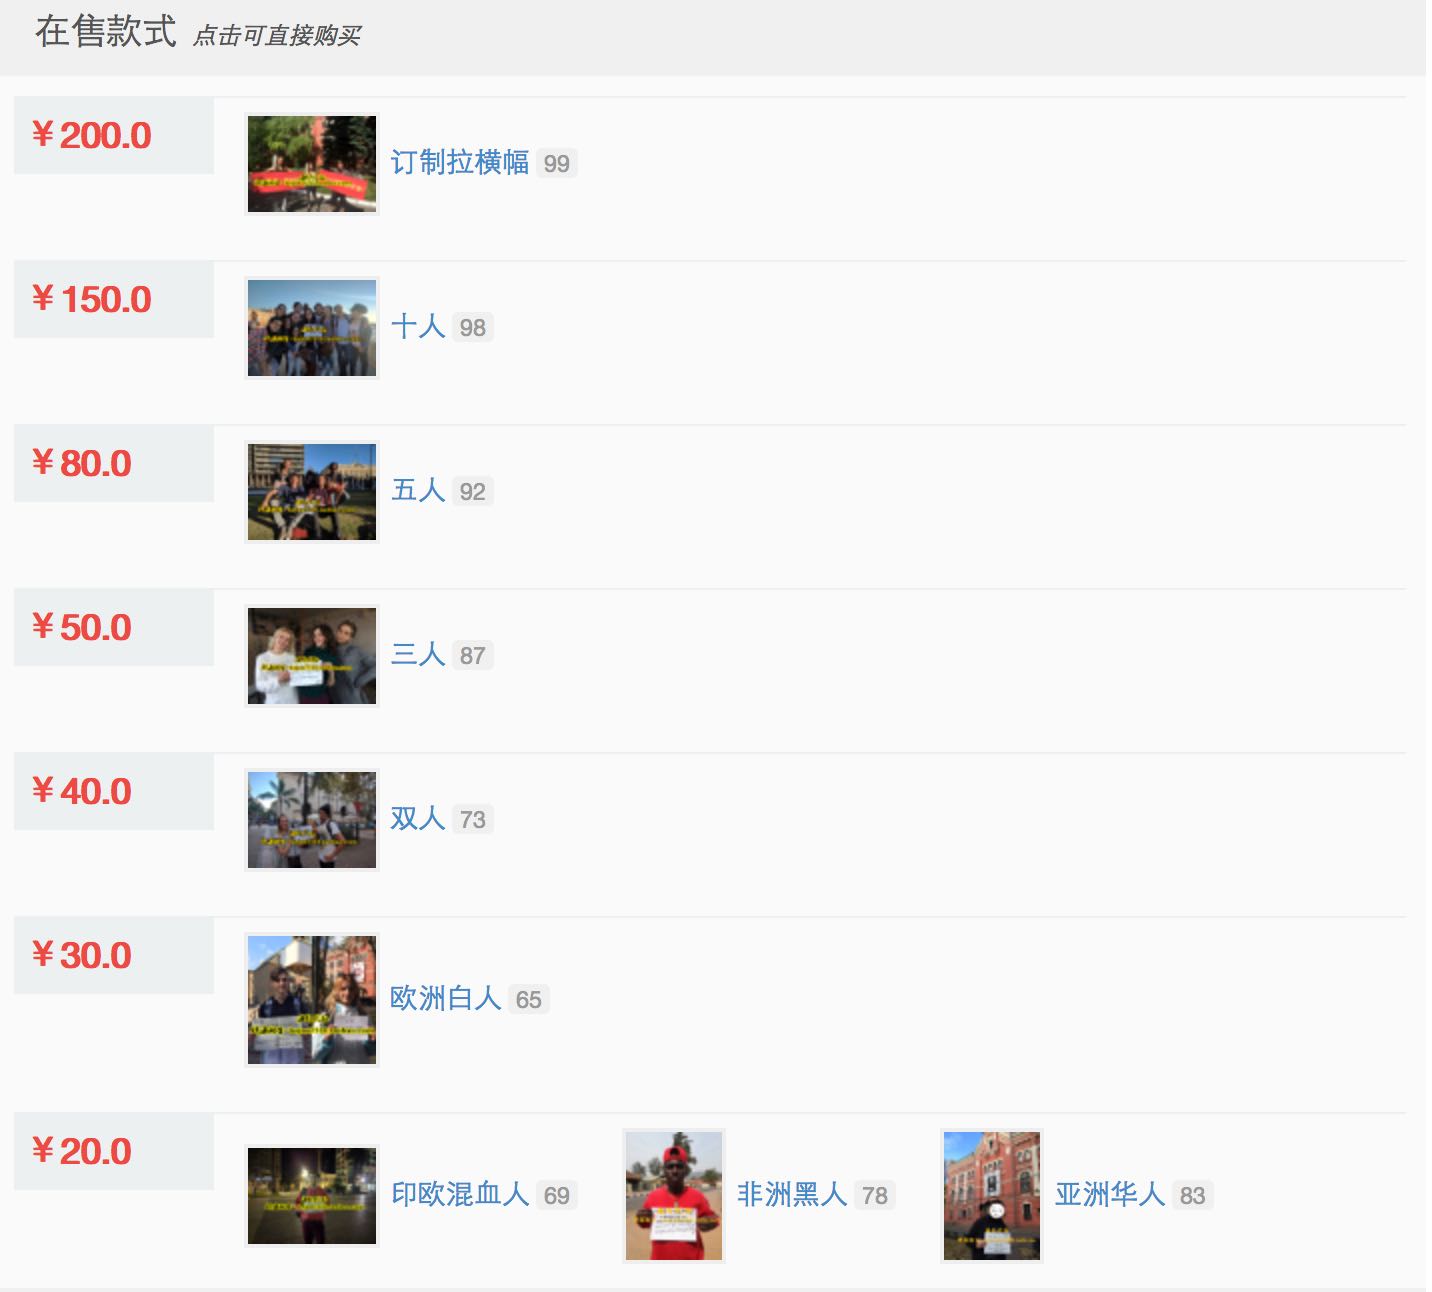 在售款式 点击可直接购买
¥200.0 订制拉横幅 99
¥150.0 十人 98
¥80.0 五人 92
¥50.0 三人 87
¥40.0 双人 73
¥30.0 欧洲白人 65
¥20.0 印欧混血人 69 非洲黑人 78 亚洲华人 83